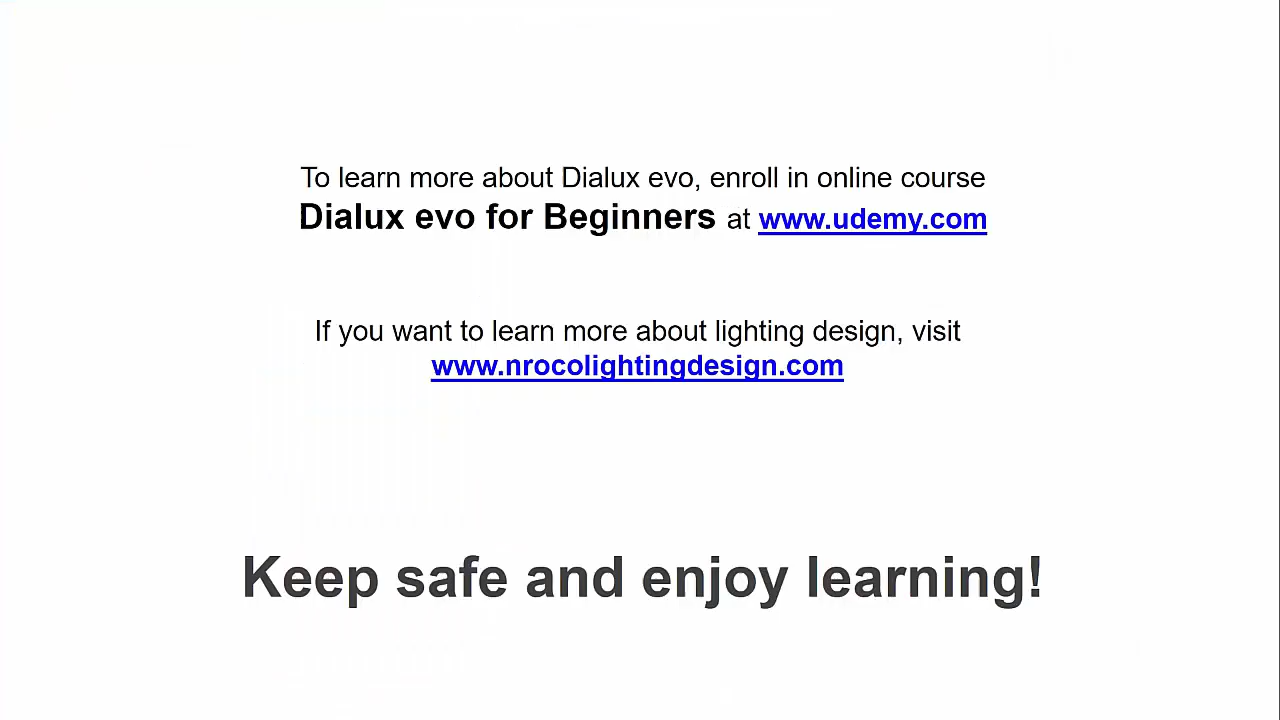 To learn more about Dialux evo, enroll in online course
Dialux evo for Beginners at www.udemy.com
If you want to learn more about lighting design, visit
www.nrocolightingdesign.com
Keep safe and enjoy learning!